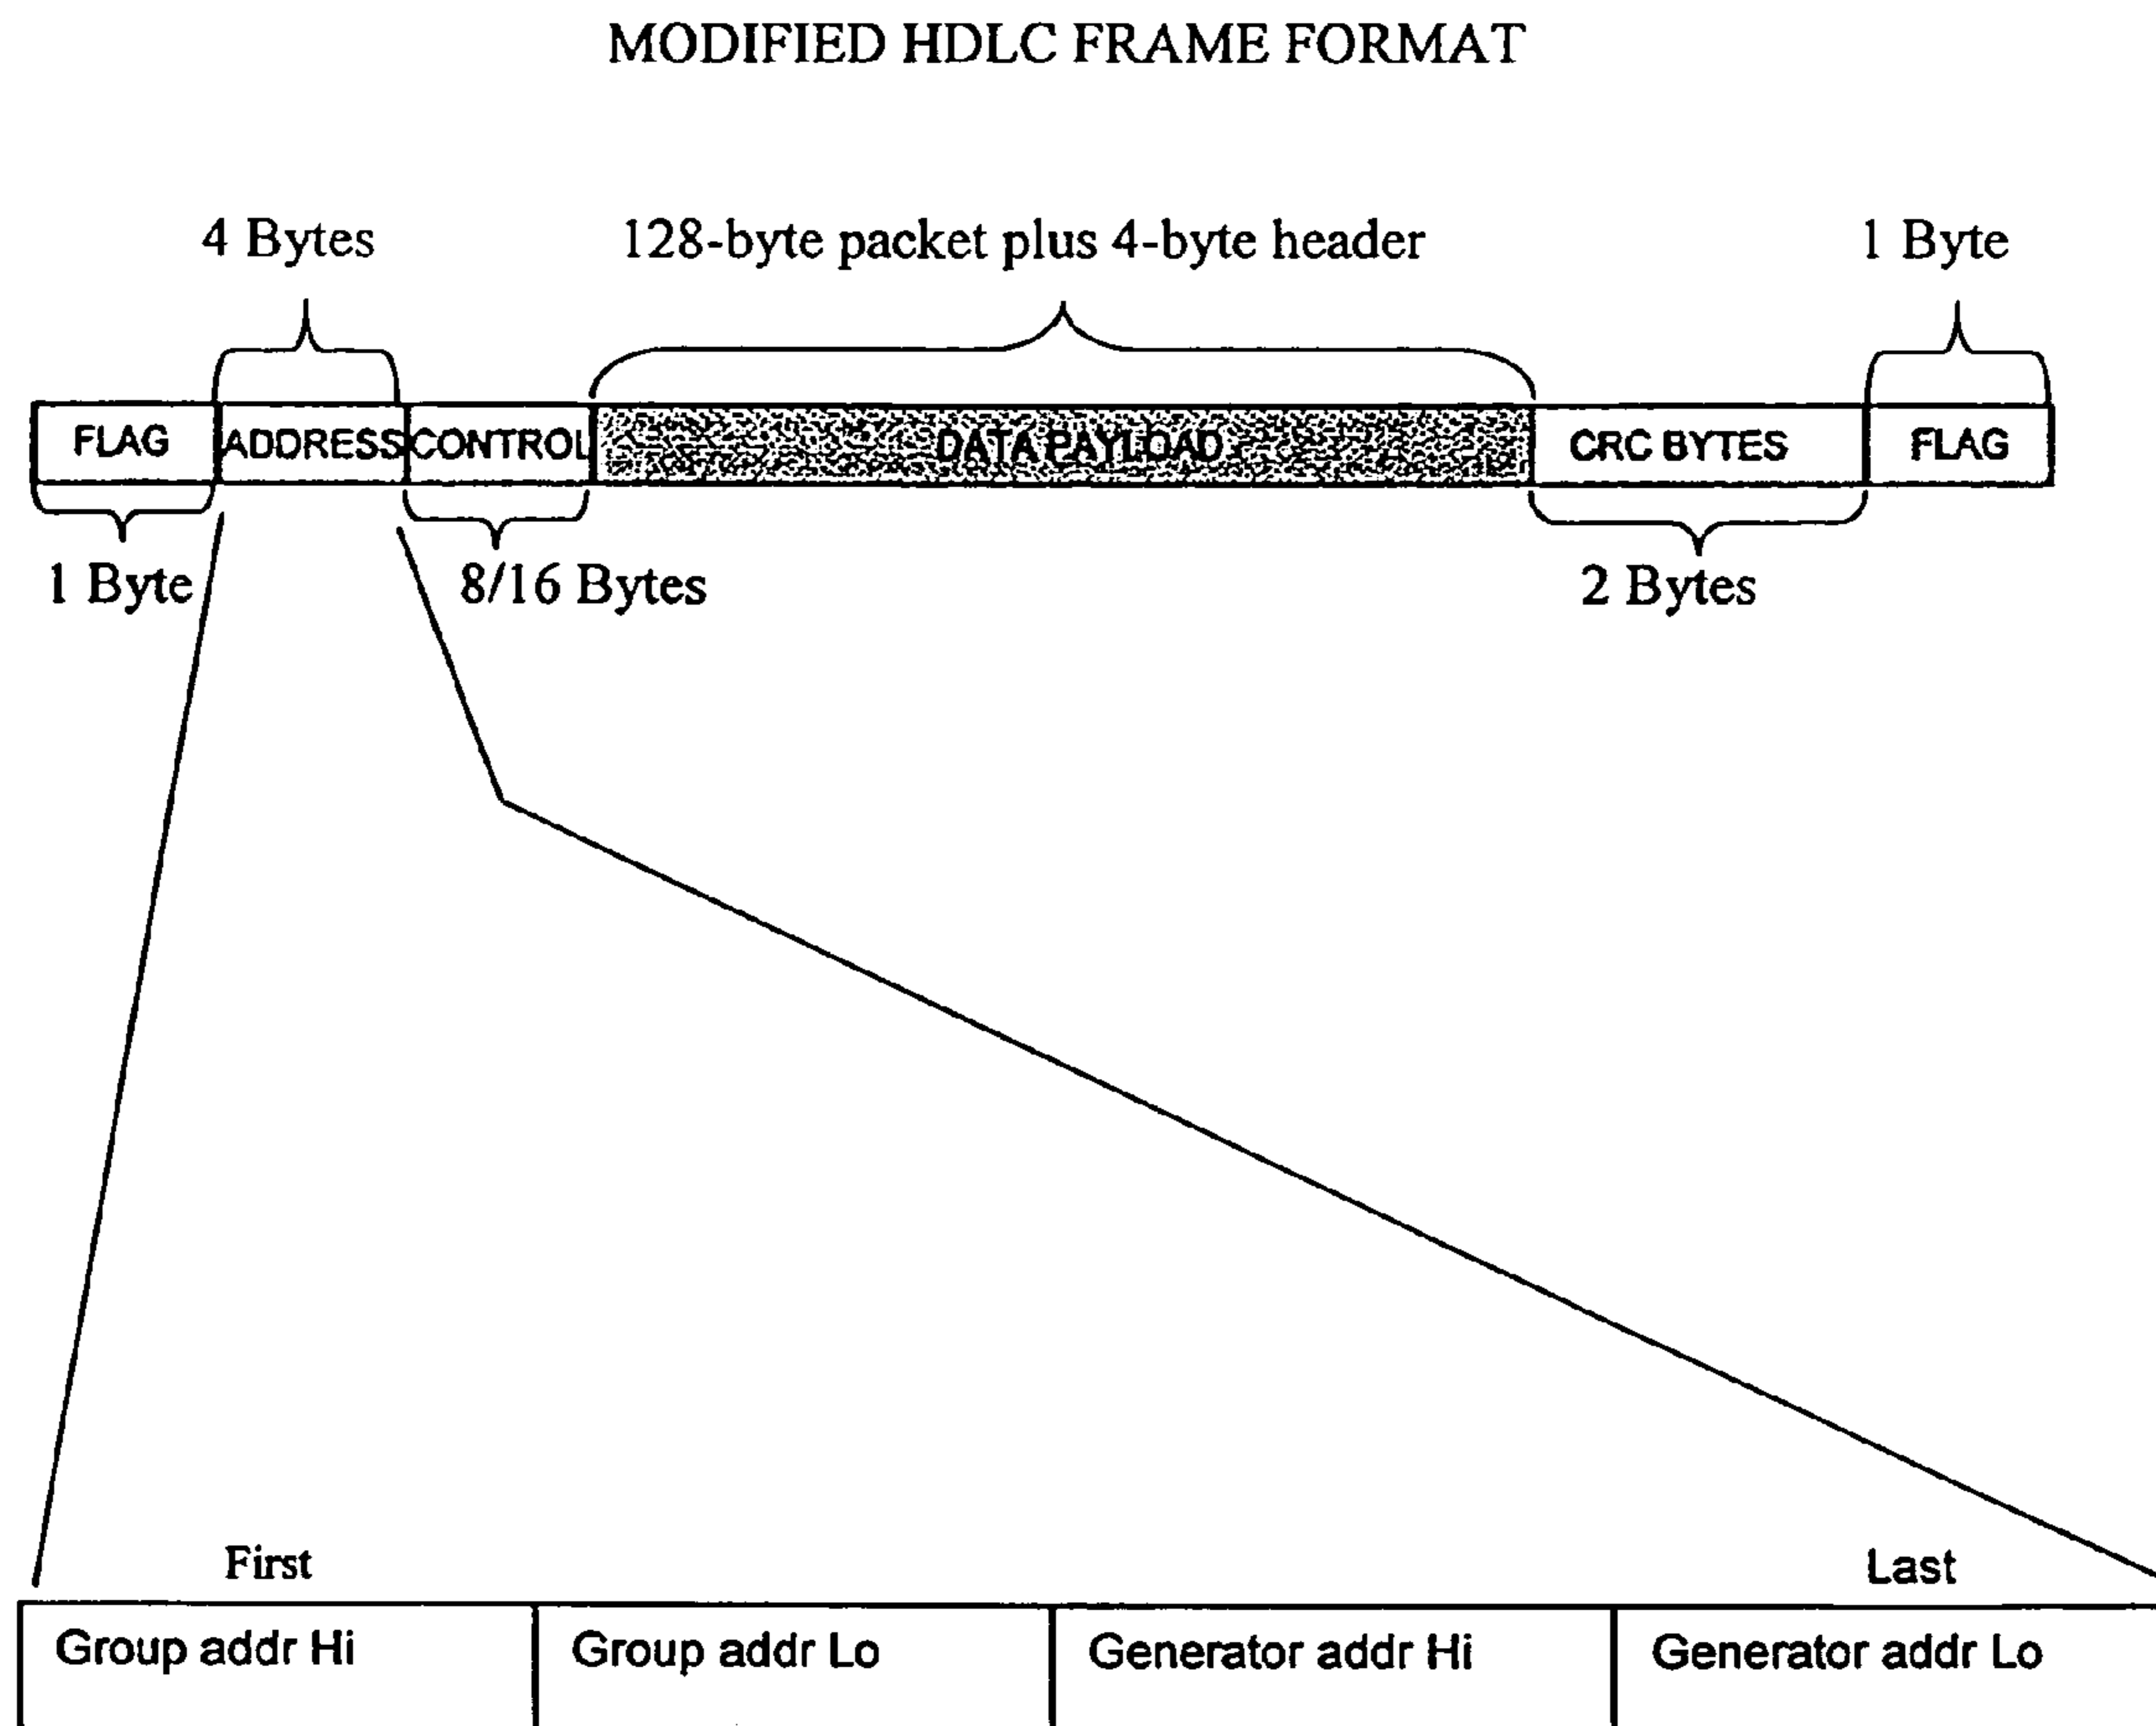 MODIFIED HDLC FRAME FORMAT
4 Bytes
128-byte packet plus 4-byte header
1 Byte
FLAG
ADDRESS
CONTROL
DATA PAYLOAD
CRC BYTES
FLAG
1 Byte
8/16 Bytes
2 Bytes
First
Last
Group addr Hi
Group addr Lo
Generator addr Hi
Generator addr Lo